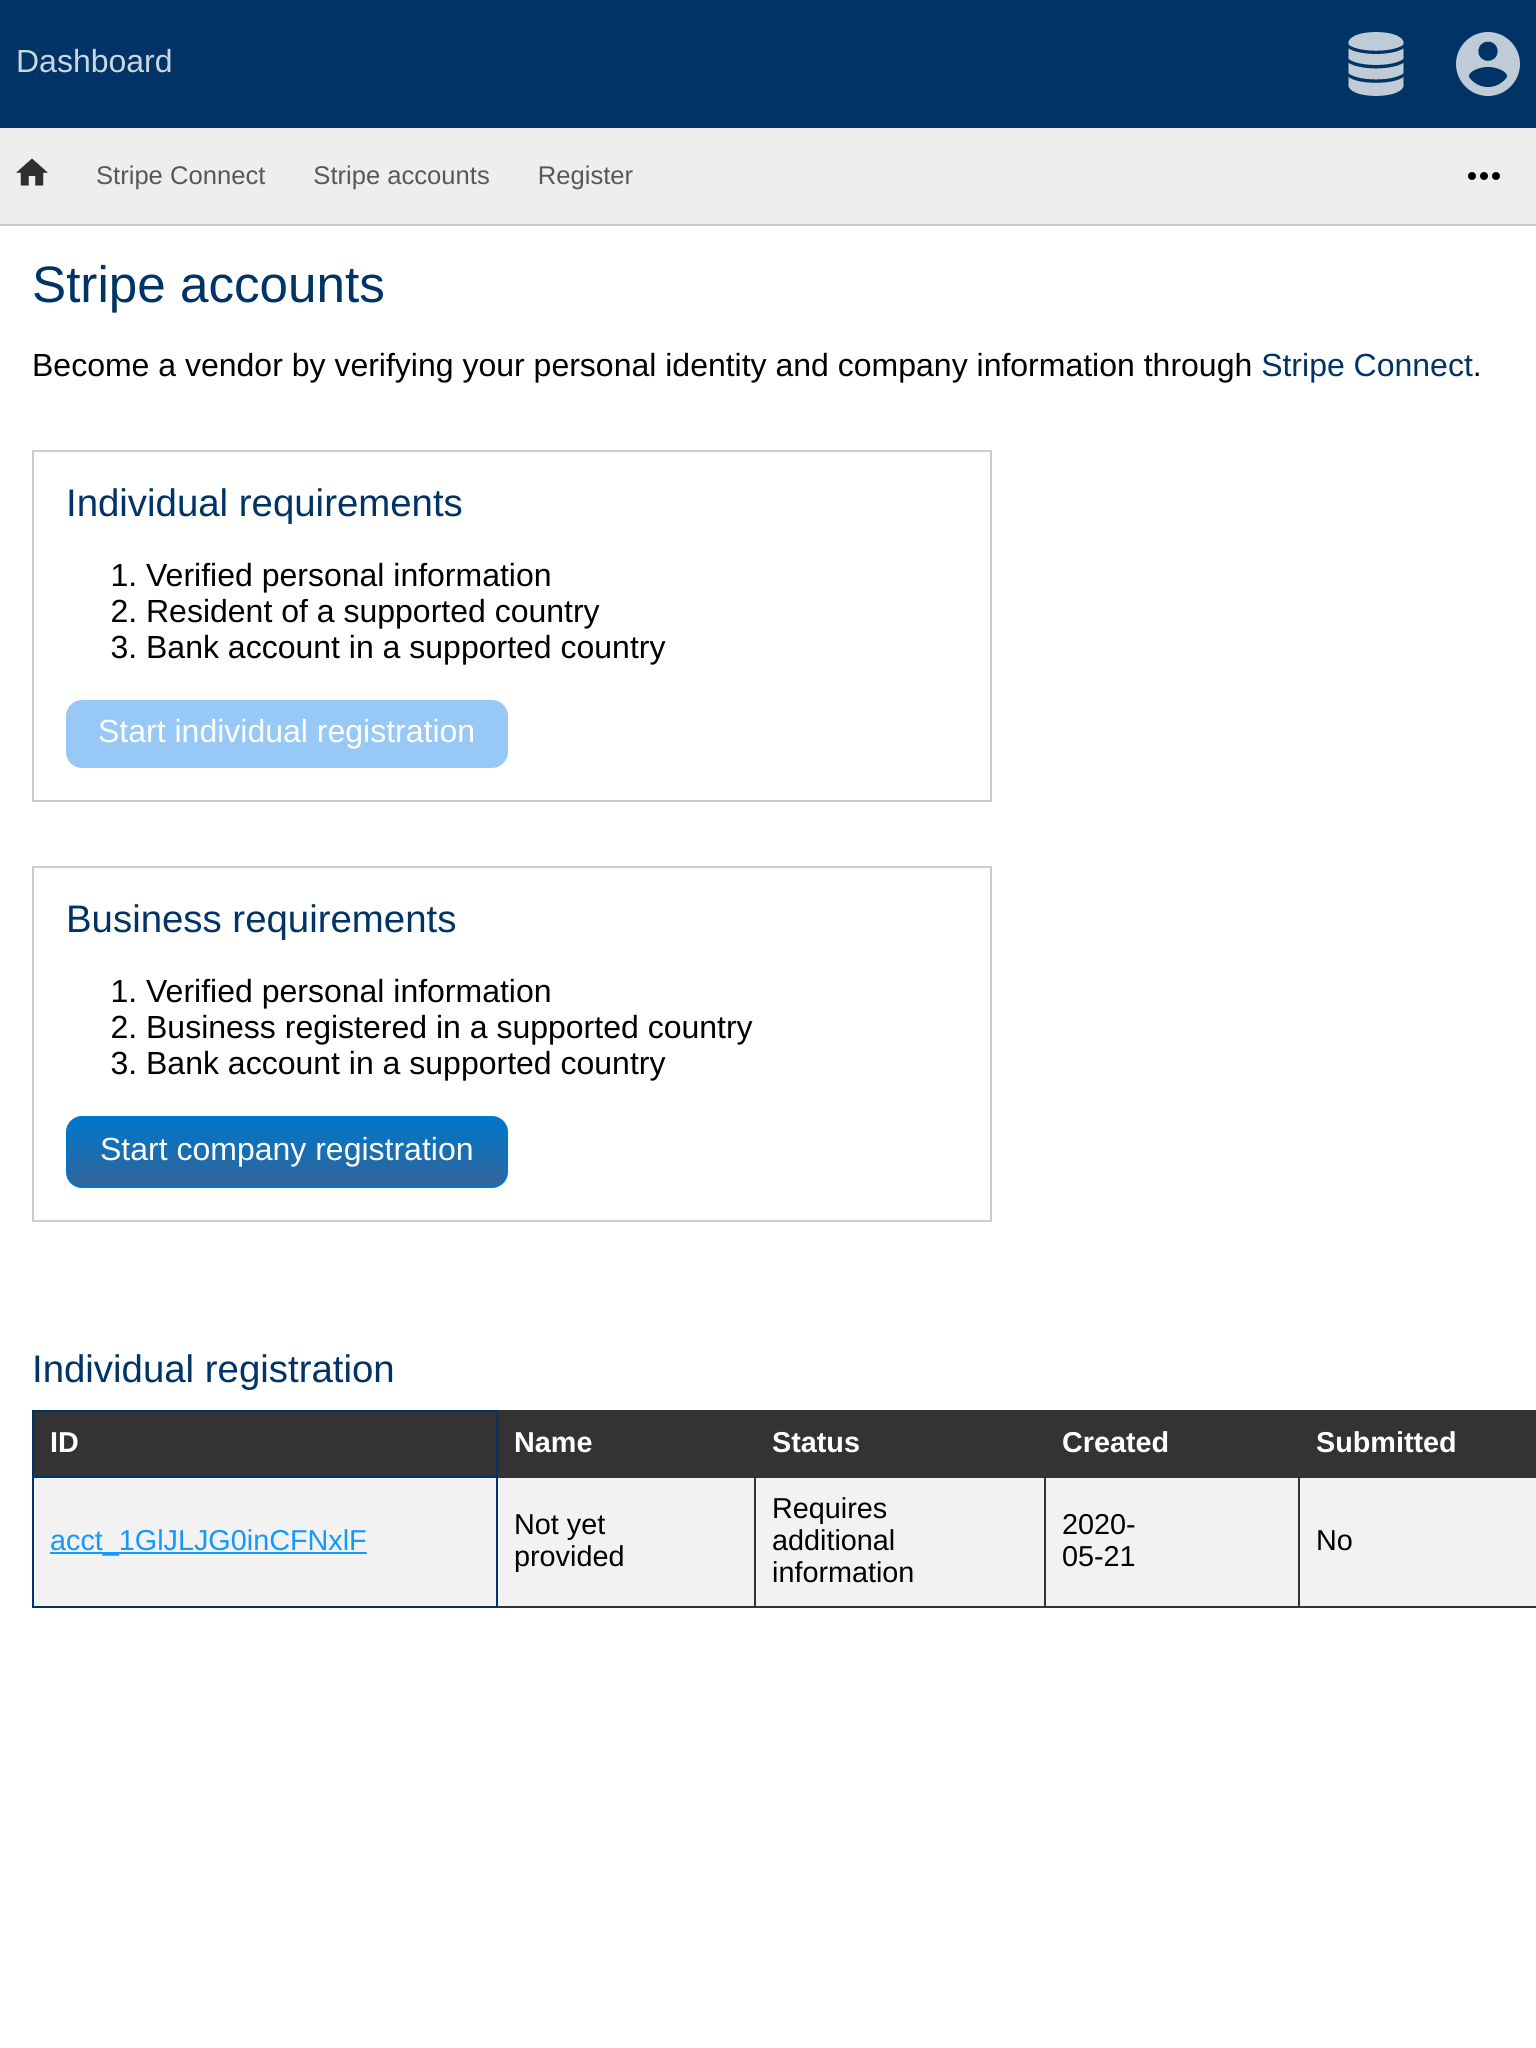 Dashboard
Stripe Connect Stripe accounts Register
Stripe accounts
Become a vendor by verifying your personal identity and company information through Stripe Connect.
Individual requirements
1. Verified personal information
2. Resident of a supported country
3. Bank account in a supported country
Start individual registration
Business requirements
1. Verified personal information
2. Business registered in a supported country
3. Bank account in a supported country
Start company registration
Individual registration
ID Name Status Created Submitted
acct_1GlJLJG0inCFNxlF Not yet provided Requires additional information 2020-05-21 No